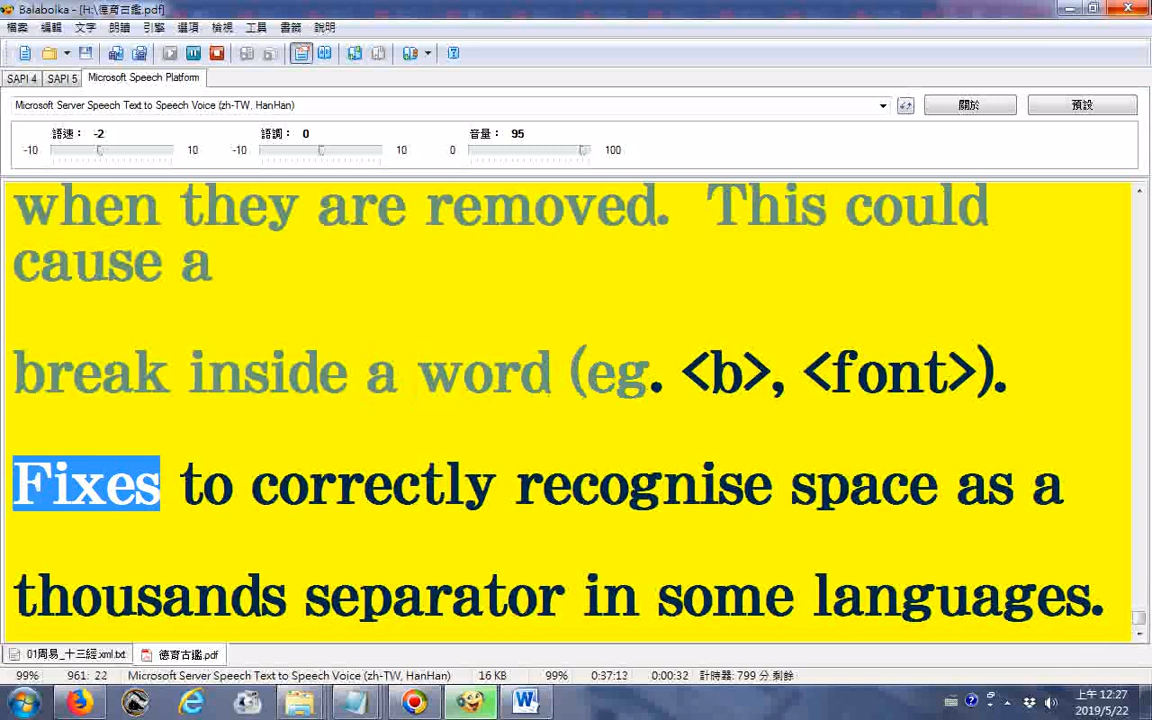 Balabolka - [H:\德育古鑑.pdf]
檔案 編輯 文字 朗讀 引擎 選項 檢視 工具 書籤 說明
SAPI 4 SAPI 5 Microsoft Speech Platform
Microsoft Server Speech Text to Speech Voice (zh-TW, HanHan) 關於 預設
語速： -2 語調： 0 音量： 95
-10 10 -10 10 0 100
when they are removed.  This could
cause a
break inside a word (eg. <b>, <font>).
Fixes to correctly recognise space as a
thousands separator in some languages.
01周易_十三經.xml.txt 德育古鑑.pdf
99% 961: 22 Microsoft Server Speech Text to Speech Voice (zh-TW, HanHan) 16 KB 99% 0:37:12 0:00:32 計時器: 799 分 剩餘
上午 12:27
2019/5/22